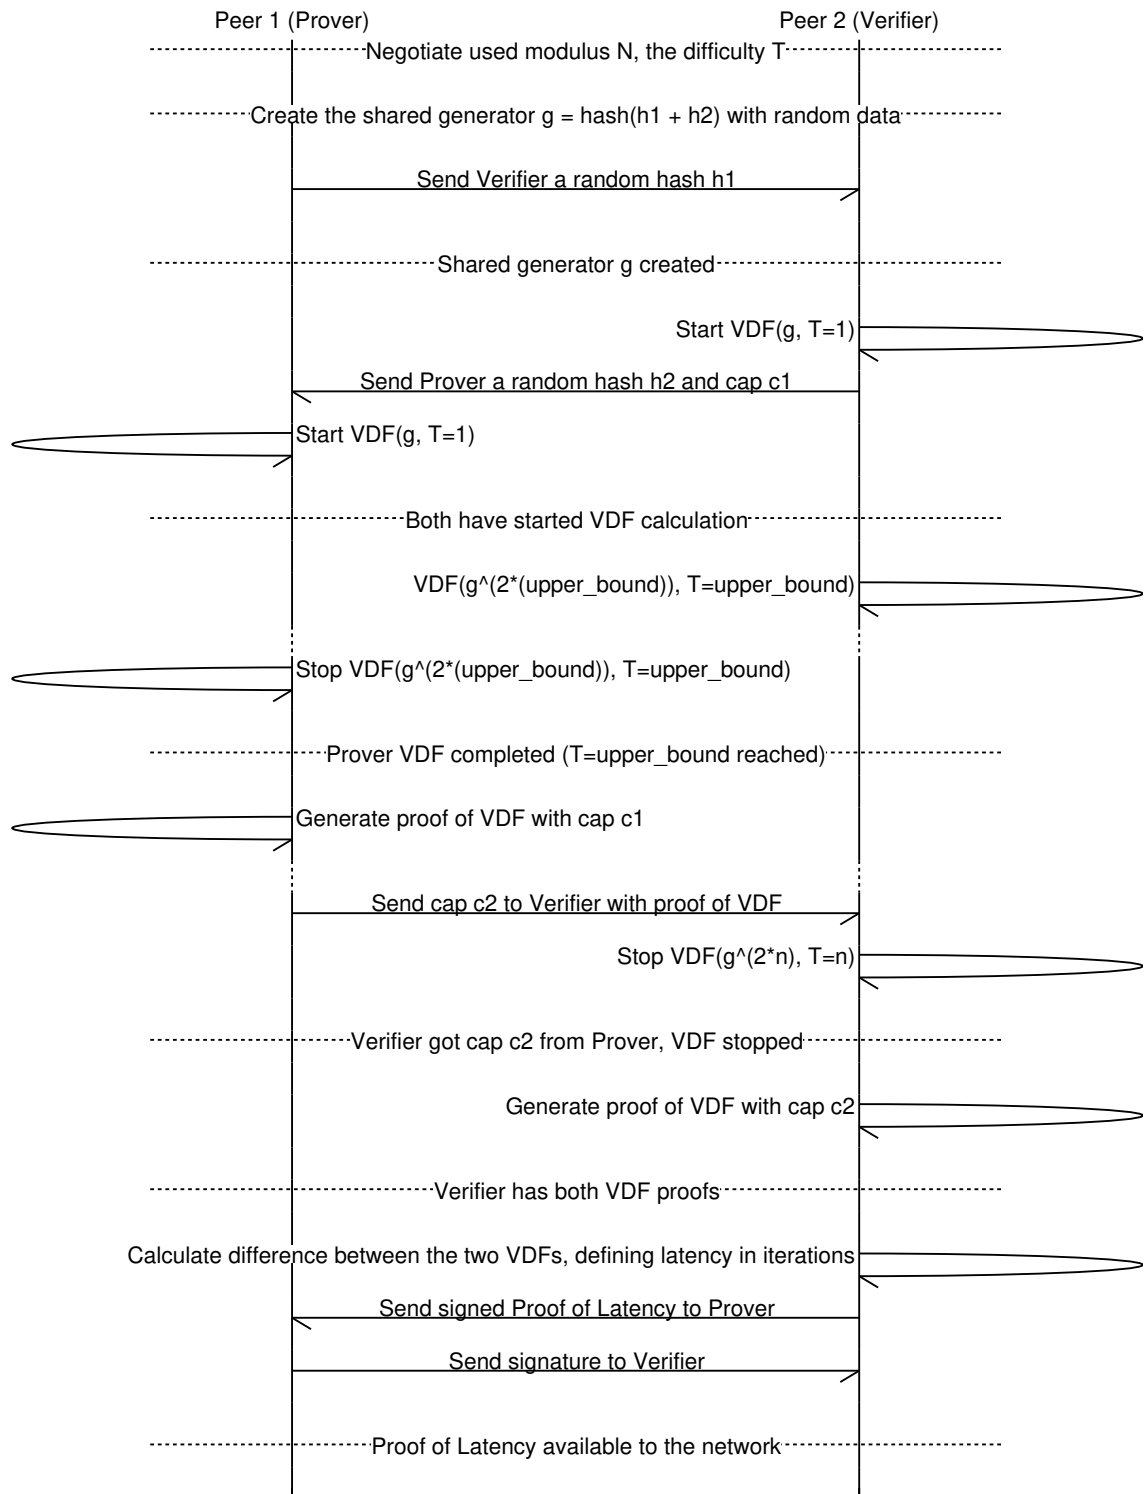 Peer 1 (Prover)
Peer 2 (Verifier)
Negotiate used modulus N, the difficulty T
Create the shared generator g = hash(h1 + h2) with random data
Send Verifier a random hash h1
Shared generator g created
Start VDF(g, T=1)
Send Prover a random hash h2 and cap c1
Start VDF(g, T=1)
Both have started VDF calculation
VDF(g^(2*(upper_bound)), T=upper_bound)
Stop VDF(g^(2*(upper_bound)), T=upper_bound)
Prover VDF completed (T=upper_bound reached)
Generate proof of VDF with cap c1
Send cap c2 to Verifier with proof of VDF
Stop VDF(g^(2*n), T=n)
Verifier got cap c2 from Prover, VDF stopped
Generate proof of VDF with cap c2
Verifier has both VDF proofs
Calculate difference between the two VDFs, defining latency in iterations
Send signed Proof of Latency to Prover
Send signature to Verifier
Proof of Latency available to the network